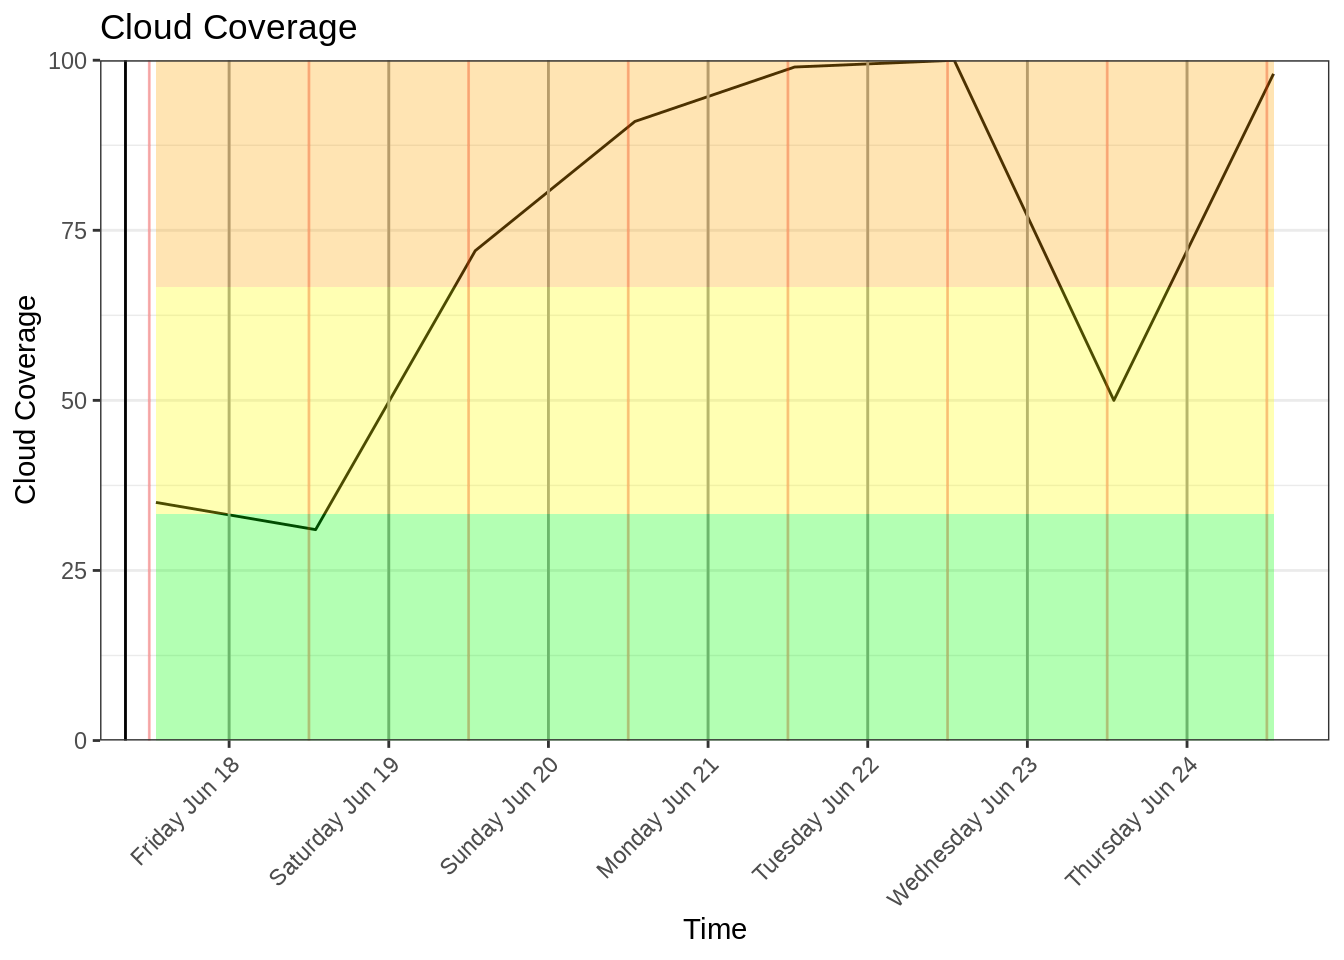 Cloud Coverage
100
75
50
25
0
Cloud Coverage
Friday Jun 18
Saturday Jun 19
Sunday Jun 20
Monday Jun 21
Tuesday Jun 22
Wednesday Jun 23
Thursday Jun 24
Time